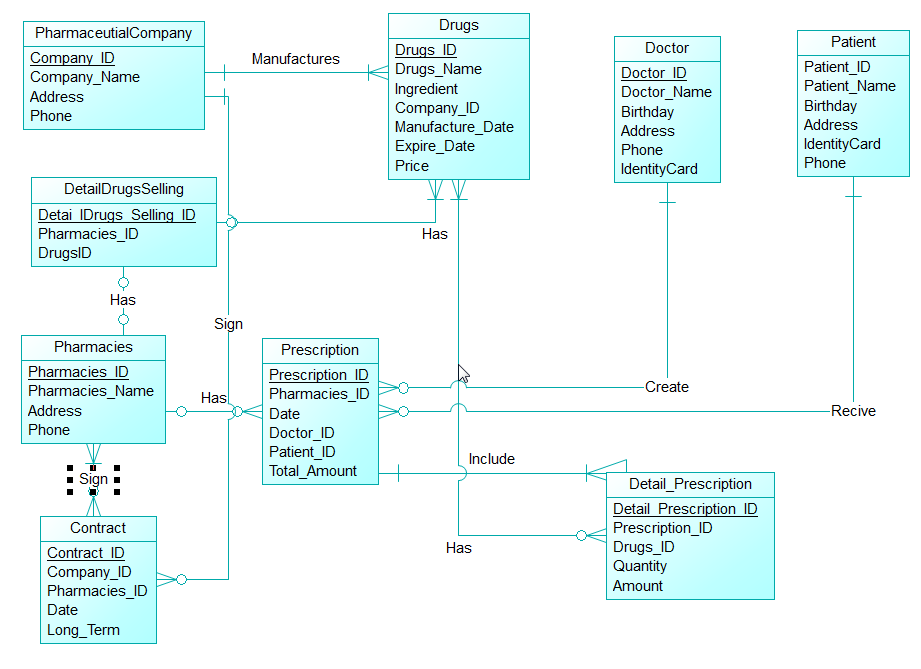 PharmaceutialCompany
Company_ID
Company_Name
Address
Phone
Manufactures
Drugs
Drugs_ID
Drugs_Name
Ingredient
Company_ID
Manufacture_Date
Expire_Date
Price
Doctor
Doctor_ID
Doctor_Name
Birthday
Address
Phone
IdentityCard
Patient
Patient_ID
Patient_Name
Birthday
Address
IdentityCard
Phone
DetailDrugsSelling
Detai_IDrugs_Selling_ID
Pharmacies_ID
DrugsID
Has
Has
Sign
Pharmacies
Pharmacies_ID
Pharmacies_Name
Address
Phone
Has
Prescription
Prescription_ID
Pharmacies_ID
Date
Doctor_ID
Patient_ID
Total_Amount
Create
Recive
Include
Sign
Detail_Prescription
Detail_Prescription_ID
Prescription_ID
Drugs_ID
Quantity
Amount
Has
Contract
Contract_ID
Company_ID
Pharmacies_ID
Date
Long_Term